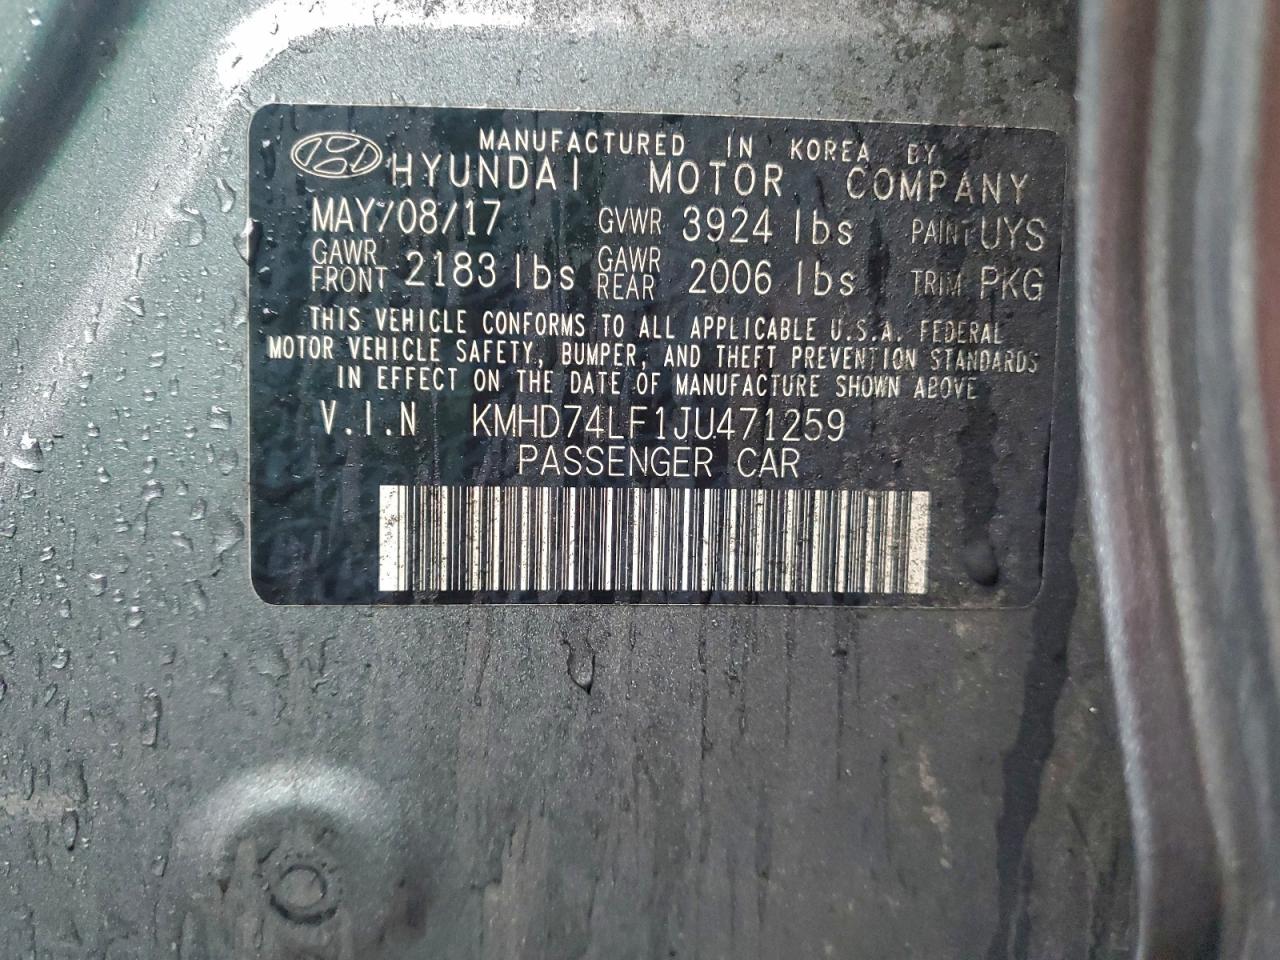 MANUFACTURED IN KOREA BY
HYUNDAI MOTOR COMPANY
MAY/08/17 GVWR 3924 lbs PAINT UYS
GAWR FRONT 2183 lbs GAWR REAR 2006 lbs TRIM PKG
THIS VEHICLE CONFORMS TO ALL APPLICABLE U.S.A. FEDERAL
MOTOR VEHICLE SAFETY, BUMPER, AND THEFT PREVENTION STANDARDS
IN EFFECT ON THE DATE OF MANUFACTURE SHOWN ABOVE
V.I.N KMHD74LF1JU471259
PASSENGER CAR